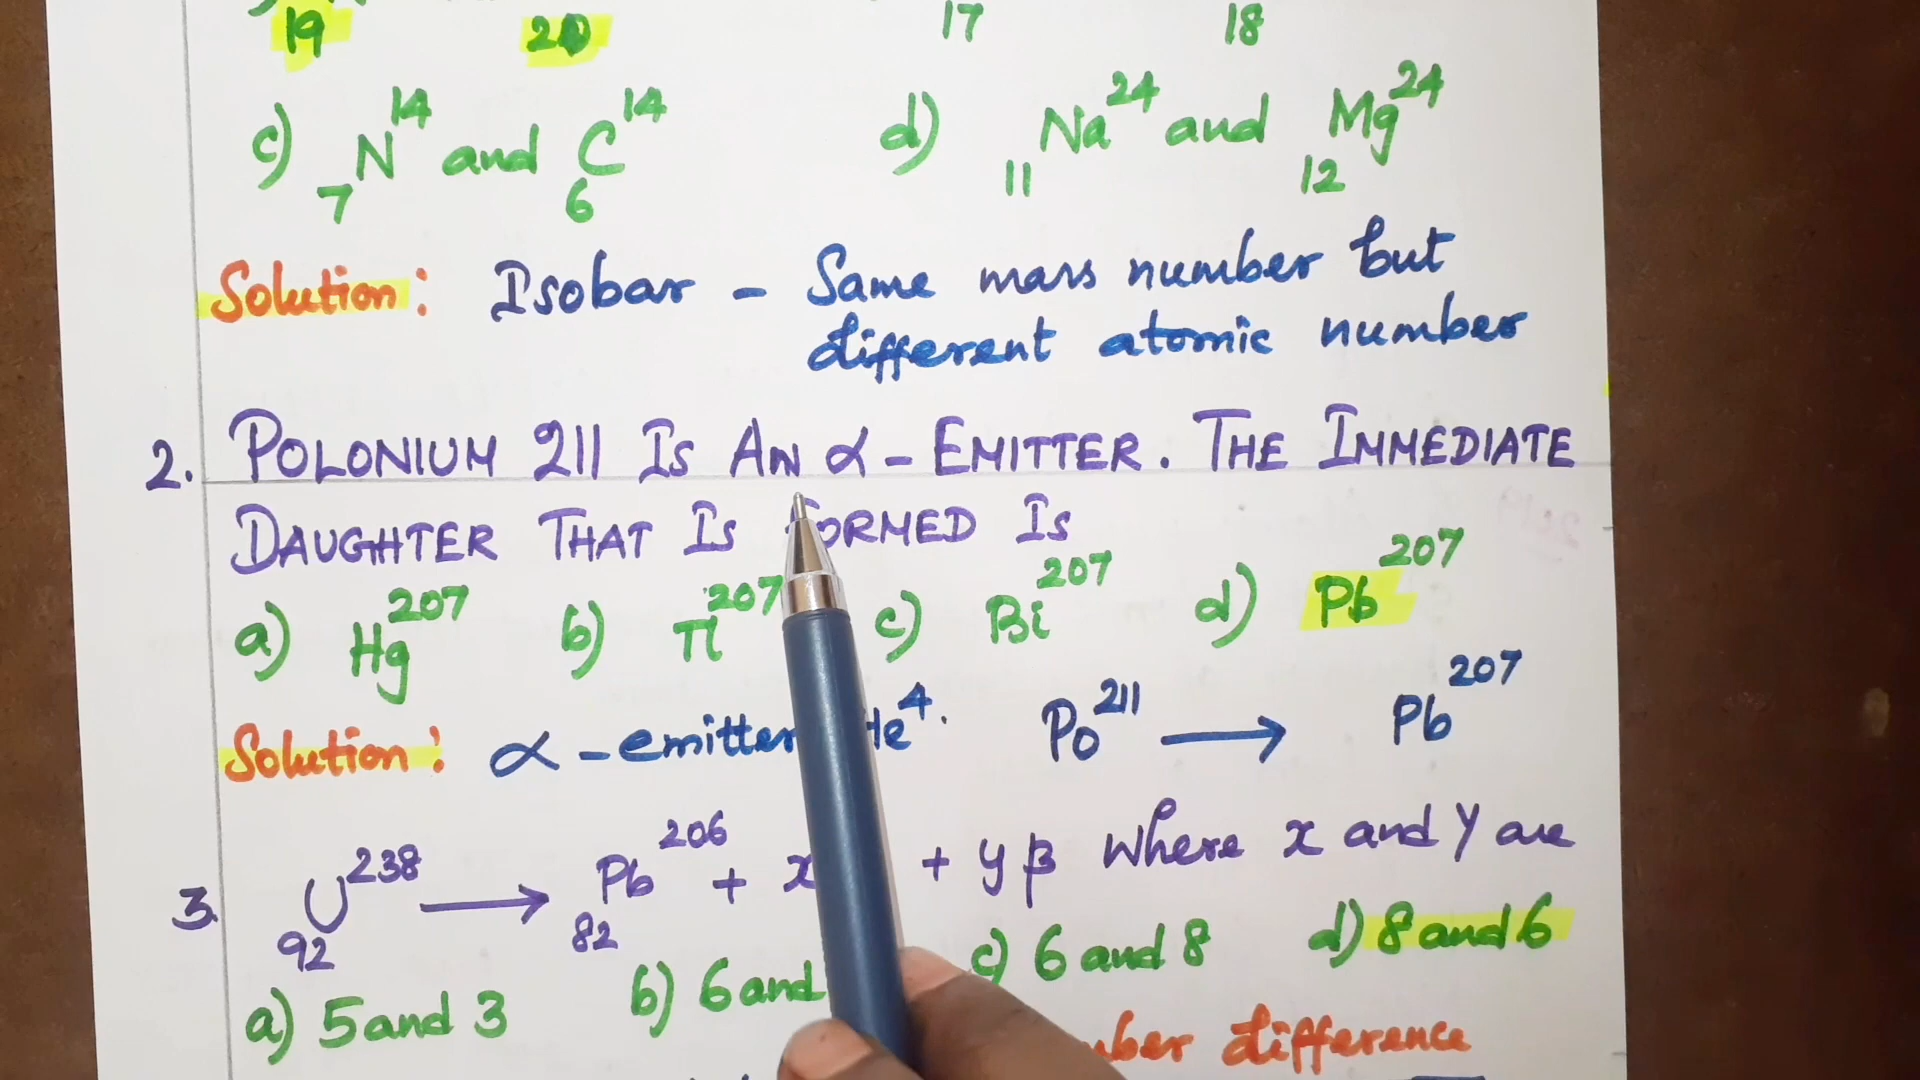 19 20 17 18
c) 7N14 and 6C14 d) 11Na24 and 12Mg24
Solution: Isobar - Same mass number but
different atomic number
2. POLONIUM 211 IS AN α-EMITTER. THE IMMEDIATE
DAUGHTER THAT IS FORMED IS
a) Hg207 b) Tl207 c) Bi207 d) Pb207
Solution: α-emitter He4. Po211 → Pb207
3. 92U238 → 82Pb206 + x + yβ Where x and y are
a) 5 and 3 b) 6 and c) 6 and 8 d) 8 and 6
difference